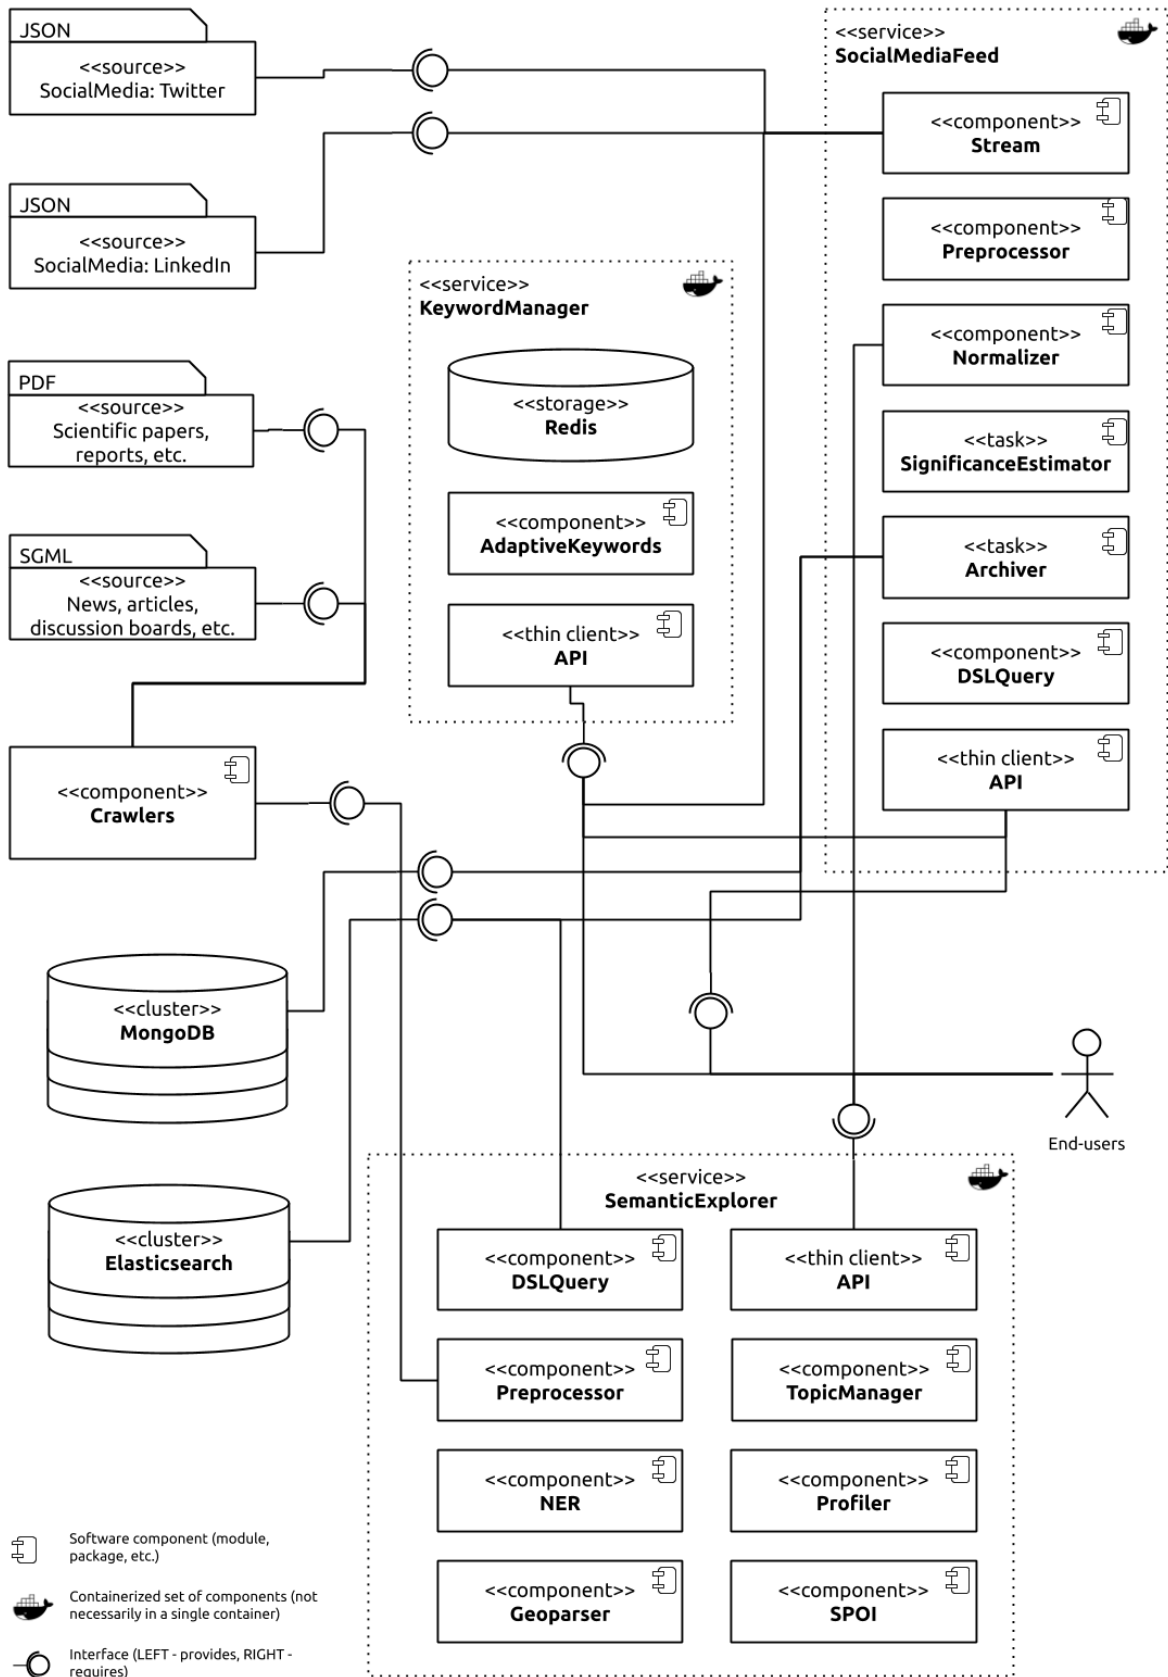 JSON
<<source>>
SocialMedia: Twitter
JSON
<<source>>
SocialMedia: LinkedIn
PDF
<<source>>
Scientific papers,
reports, etc.
SGML
<<source>>
News, articles,
discussion boards, etc.
<<component>>
Crawlers
<<cluster>>
MongoDB
<<cluster>>
Elasticsearch
<<service>>
KeywordManager
<<storage>>
Redis
<<component>>
AdaptiveKeywords
<<thin client>>
API
<<service>>
SocialMediaFeed
<<component>>
Stream
<<component>>
Preprocessor
<<component>>
Normalizer
<<task>>
SignificanceEstimator
<<task>>
Archiver
<<component>>
DSLQuery
<<thin client>>
API
End-users
<<service>>
SemanticExplorer
<<component>>
DSLQuery
<<thin client>>
API
<<component>>
Preprocessor
<<component>>
TopicManager
<<component>>
NER
<<component>>
Profiler
<<component>>
Geoparser
<<component>>
SPOI
Software component (module,
package, etc.)
Containerized set of components (not
necessarily in a single container)
Interface (LEFT - provides, RIGHT -
requires)